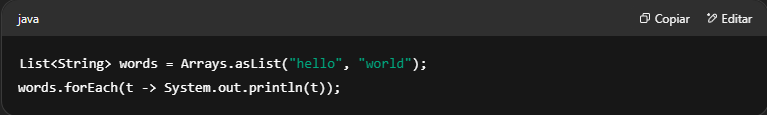 java Copiar Editar
List<String> words = Arrays.asList("hello", "world");
words.forEach(t -> System.out.println(t));